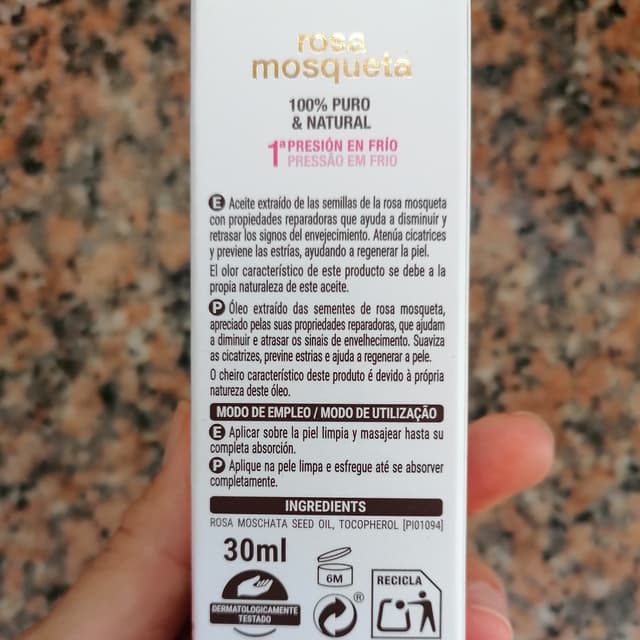 rosa
mosqueta
100% PURO
& NATURAL
1ª PRESIÓN EN FRÍO
PRESSÃO EM FRIO
E Aceite extraído de las semillas de la rosa mosqueta
con propiedades reparadoras que ayuda a disminuir y
retrasar los signos del envejecimiento. Atenúa cicatrices
y previene las estrías, ayudando a regenerar la piel.
El olor característico de este producto se debe a la
propia naturaleza de este aceite.
P Óleo extraído das sementes de rosa mosqueta,
apreciado pelas suas propriedades reparadoras, que ajudam
a diminuir e atrasar os sinais de envelhecimento. Suaviza
as cicatrizes, previne estrias e ajuda a regenerar a pele.
O cheiro característico deste produto é devido à própria
natureza deste óleo.
MODO DE EMPLEO / MODO DE UTILIZAÇÃO
E Aplicar sobre la piel limpia y masajear hasta su
completa absorción.
P Aplique na pele limpa e esfregue até se absorver
completamente.
INGREDIENTS
ROSA MOSCHATA SEED OIL, TOCOPHEROL [PI01094]
30ml
6M
RECICLA
DERMATOLOGICAMENTE
TESTADO
®